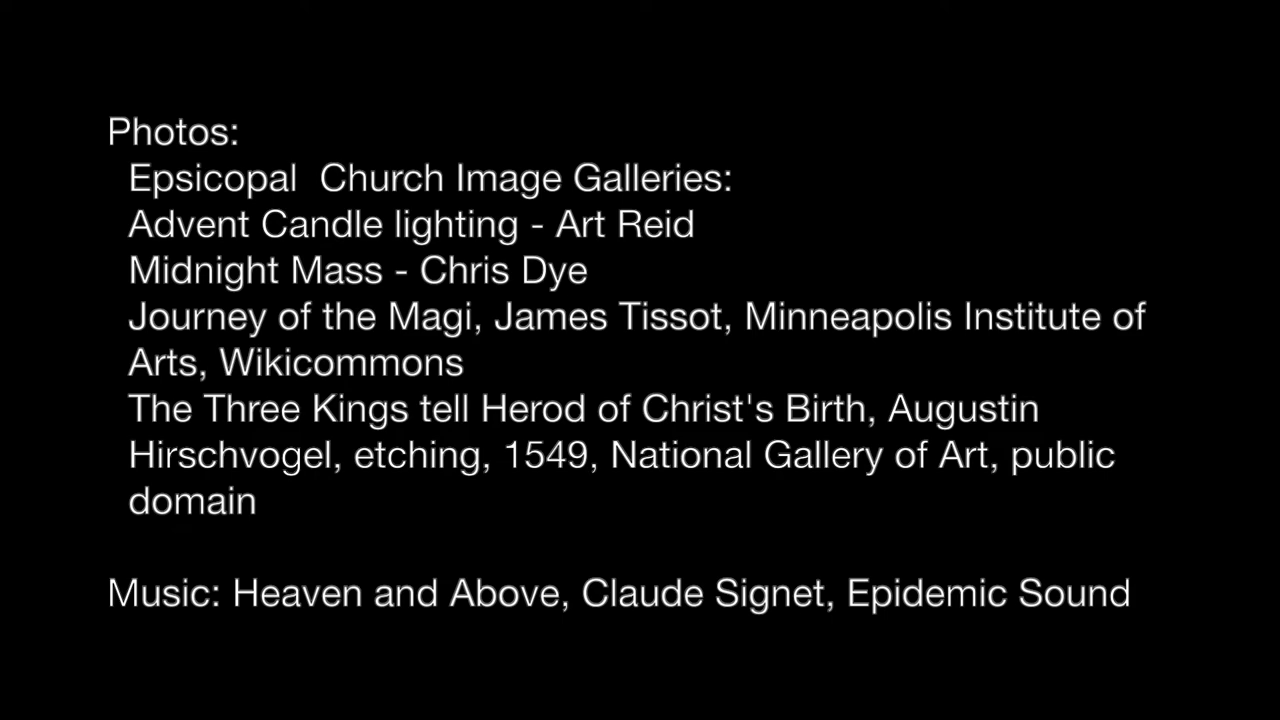 Photos:
Epsicopal  Church Image Galleries:
Advent Candle lighting - Art Reid
Midnight Mass - Chris Dye
Journey of the Magi, James Tissot, Minneapolis Institute of
Arts, Wikicommons
The Three Kings tell Herod of Christ's Birth, Augustin
Hirschvogel, etching, 1549, National Gallery of Art, public
domain
Music: Heaven and Above, Claude Signet, Epidemic Sound